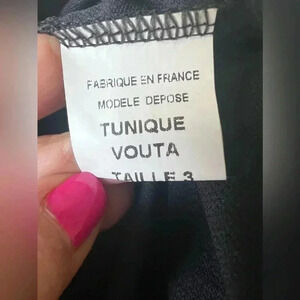 FABRIQUE EN FRANCE
MODELE DEPOSE
TUNIQUE
VOUTA
TAILLE 3